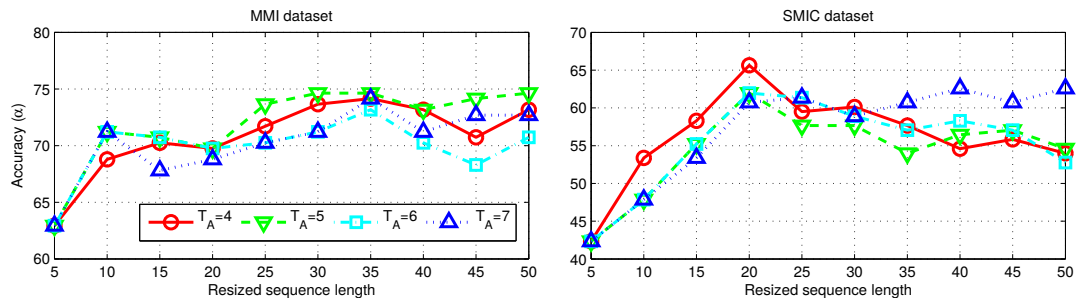 MMI dataset
80
75
70
65
60
Accuracy (α)
5 10 15 20 25 30 35 40 45 50
Resized sequence length
T_A=4 T_A=5 T_A=6 T_A=7
SMIC dataset
70
65
60
55
50
45
40
5 10 15 20 25 30 35 40 45 50
Resized sequence length